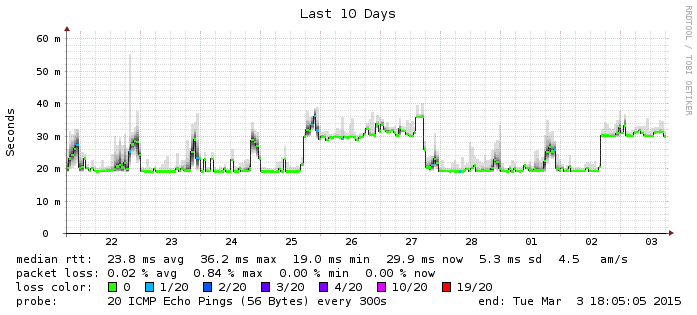 Last 10 Days
RRDTOOL / TOBI OETIKER
Seconds
60 m
50 m
40 m
30 m
20 m
10 m
0
22 23 24 25 26 27 28 01 02 03
median rtt: 23.8 ms avg 36.2 ms max 19.0 ms min 29.9 ms now 5.3 ms sd 4.5 am/s
packet loss: 0.02 % avg 0.84 % max 0.00 % min 0.00 % now
loss color: 0 1/20 2/20 3/20 4/20 10/20 19/20
probe: 20 ICMP Echo Pings (56 Bytes) every 300s end: Tue Mar 3 18:05:05 2015